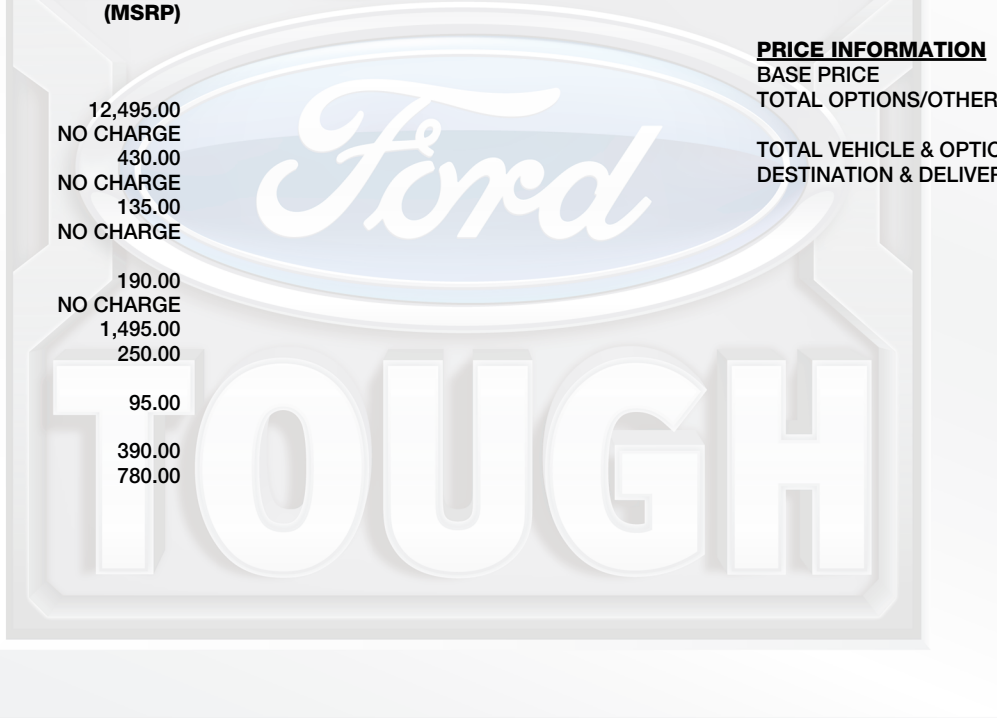 (MSRP)
12,495.00
NO CHARGE
430.00
NO CHARGE
135.00
NO CHARGE
190.00
NO CHARGE
1,495.00
250.00
95.00
390.00
780.00
PRICE INFORMATION
BASE PRICE
TOTAL OPTIONS/OTHER
TOTAL VEHICLE & OPTIO
DESTINATION & DELIVER
Ford
TOUGH